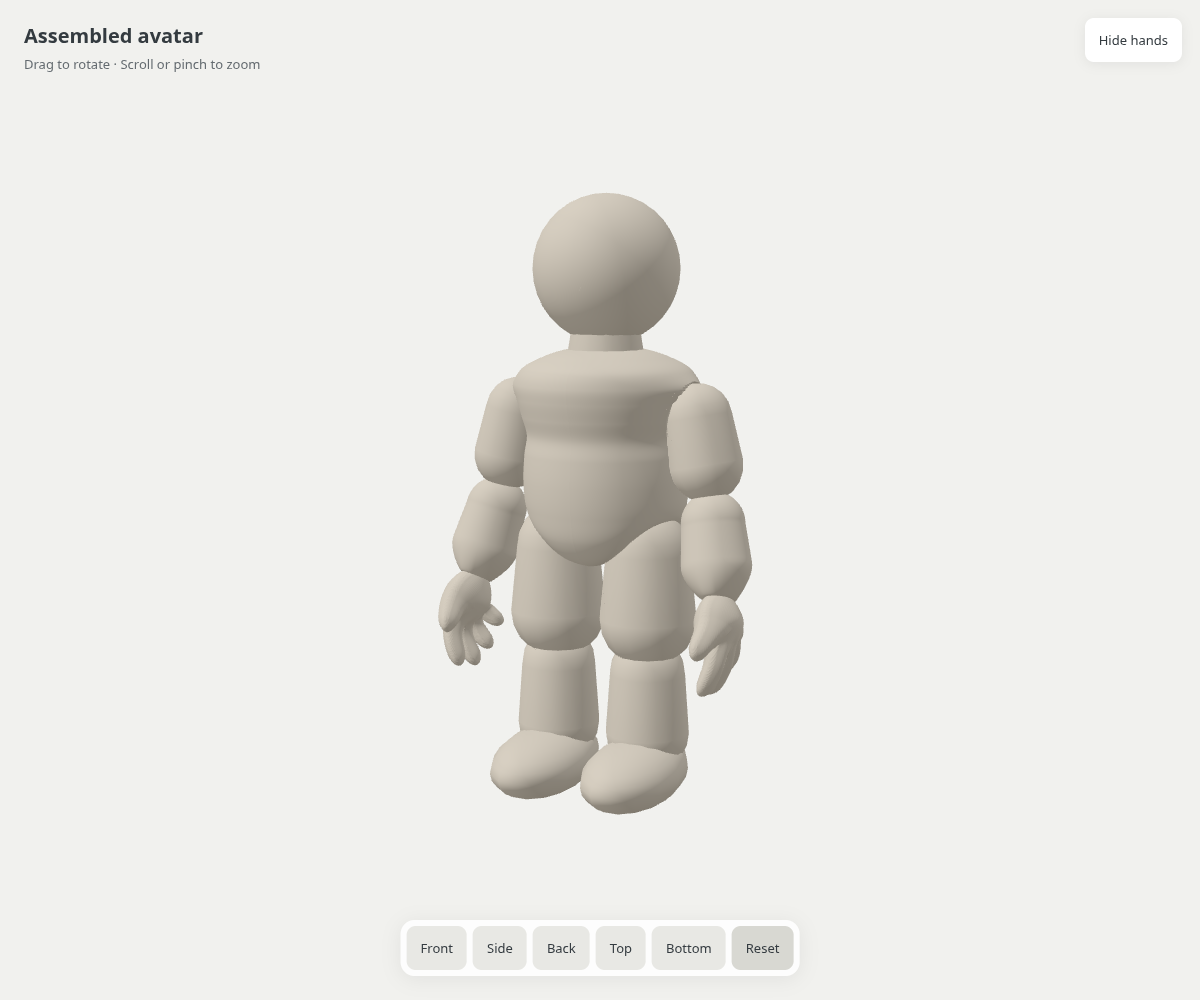 Assembled avatar
Hide hands
Drag to rotate · Scroll or pinch to zoom
Front Side Back Top Bottom Reset